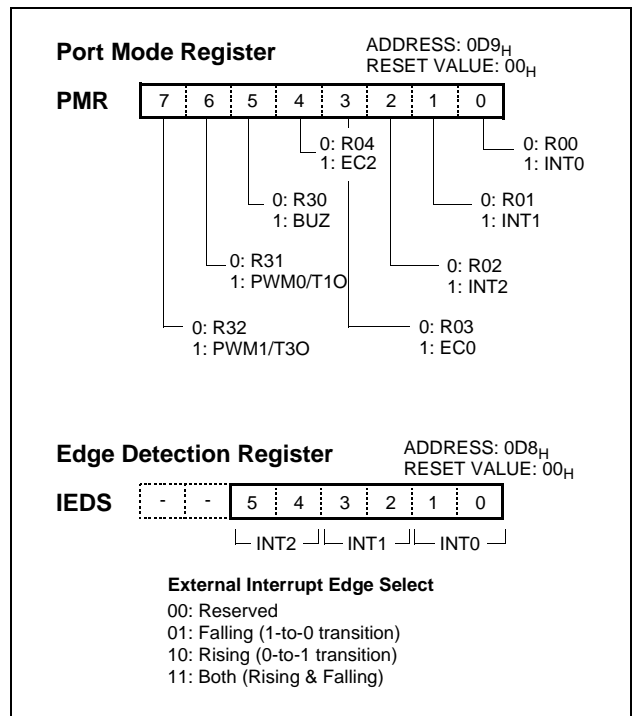 Port Mode Register
ADDRESS: 0D9H
RESET VALUE: 00H
PMR
7 6 5 4 3 2 1 0
0: R04
1: EC2
0: R00
1: INT0
0: R30
1: BUZ
0: R01
1: INT1
0: R31
1: PWM0/T1O
0: R02
1: INT2
0: R32
1: PWM1/T3O
0: R03
1: EC0
Edge Detection Register
ADDRESS: 0D8H
RESET VALUE: 00H
IEDS
- - 5 4 3 2 1 0
INT2 INT1 INT0
External Interrupt Edge Select
00: Reserved
01: Falling (1-to-0 transition)
10: Rising (0-to-1 transition)
11: Both (Rising & Falling)